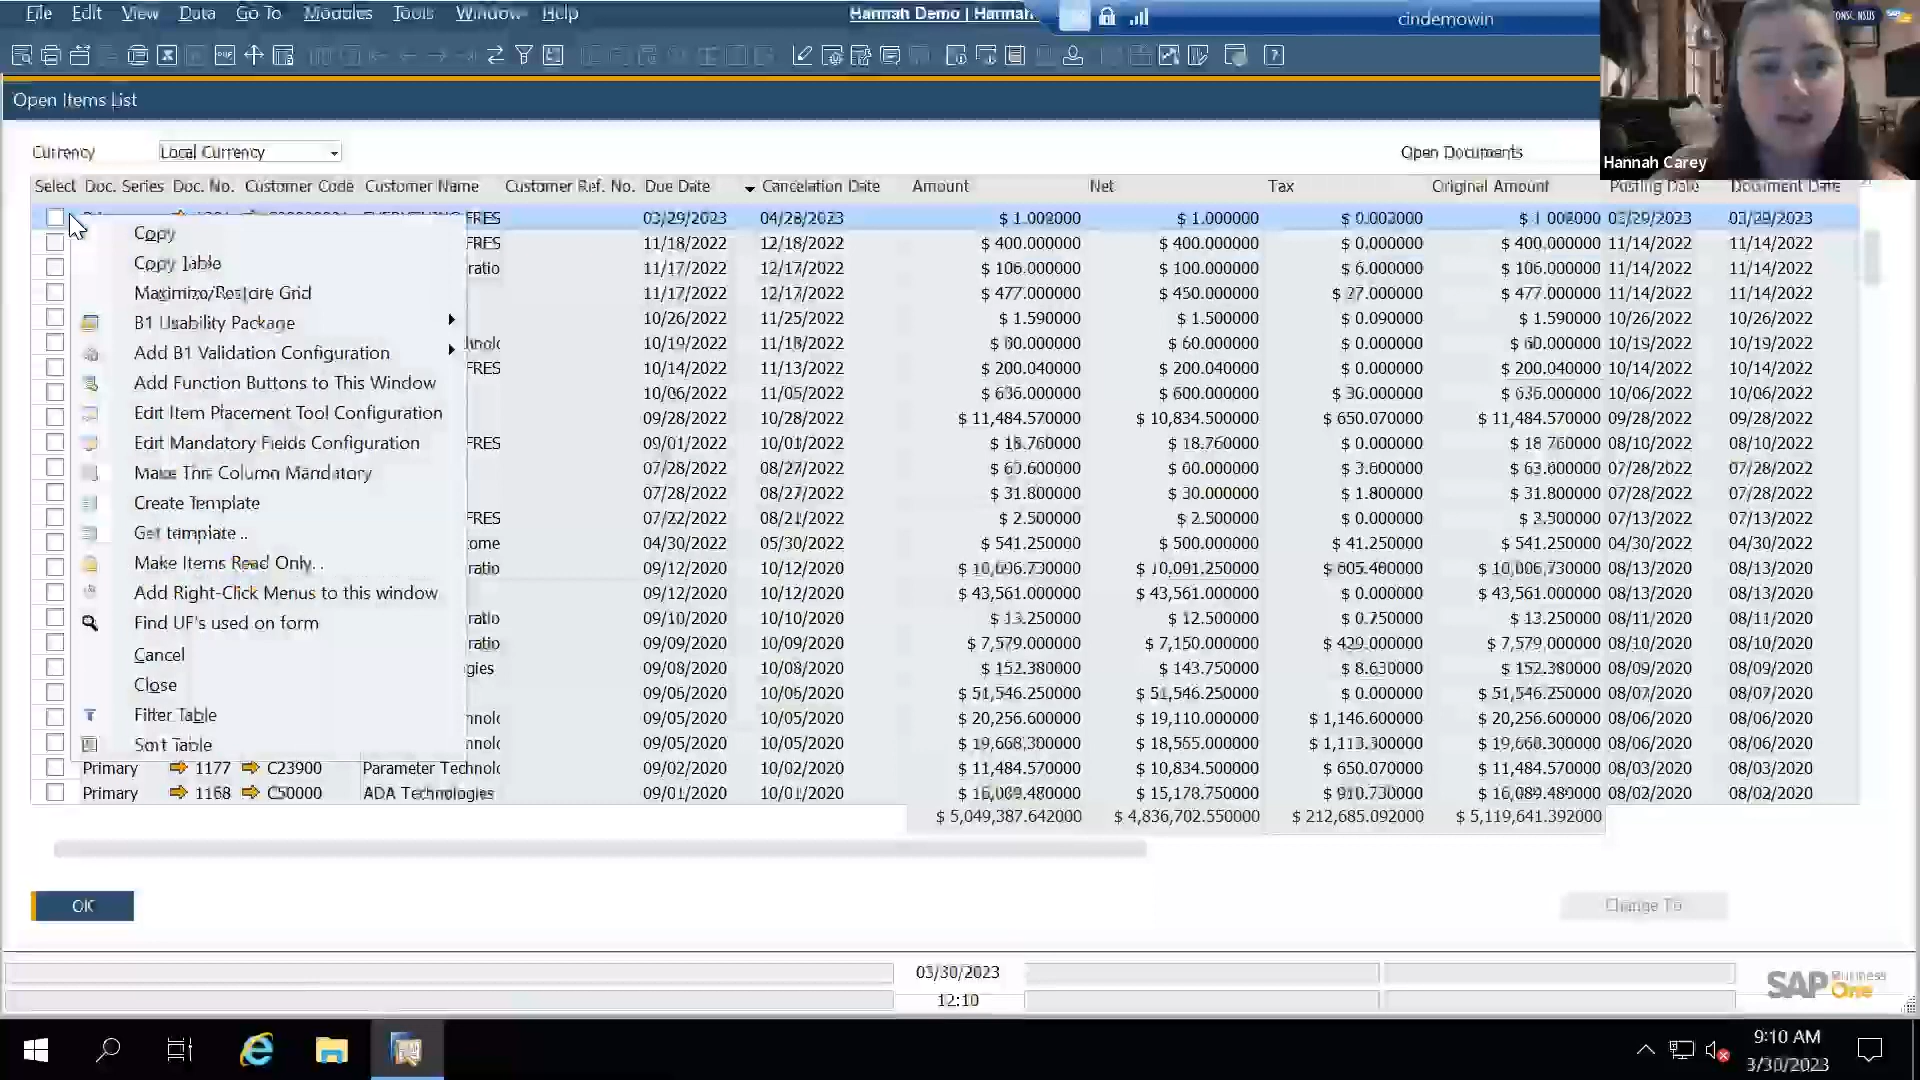 File Edit View Data Go To Modules Tools Window Help
Hannah Demo | Hannah
cindemowin
Open Items List
Currency Local Currency
Open Documents
Hannah Carey
Select Doc. Series Doc. No. Customer Code Customer Name Customer Ref. No. Due Date Cancelation Date Amount Net Tax Original Amount Posting Date Document Date
FRES 03/29/2023 04/28/2023 $ 1.002000 $ 1.000000 $ 0.002000 $ 1.002000 03/29/2023 03/29/2023
FRES 11/18/2022 12/18/2022 $ 400.000000 $ 400.000000 $ 0.000000 $ 400.000000 11/14/2022 11/14/2022
ratio 11/17/2022 12/17/2022 $ 106.000000 $ 100.000000 $ 6.000000 $ 106.000000 11/14/2022 11/14/2022
11/17/2022 12/17/2022 $ 477.000000 $ 450.000000 $ 27.000000 $ 477.000000 11/14/2022 11/14/2022
10/26/2022 11/25/2022 $ 1.590000 $ 1.500000 $ 0.090000 $ 1.590000 10/26/2022 10/26/2022
hnolo 10/19/2022 11/18/2022 $ 60.000000 $ 60.000000 $ 0.000000 $ 60.000000 10/19/2022 10/19/2022
FRES 10/14/2022 11/13/2022 $ 200.040000 $ 200.040000 $ 0.000000 $ 200.040000 10/14/2022 10/14/2022
10/06/2022 11/05/2022 $ 636.000000 $ 600.000000 $ 36.000000 $ 636.000000 10/06/2022 10/06/2022
09/28/2022 10/28/2022 $ 11,484.570000 $ 10,834.500000 $ 650.070000 $ 11,484.570000 09/28/2022 09/28/2022
FRES 09/01/2022 10/01/2022 $ 18.760000 $ 18.760000 $ 0.000000 $ 18.760000 08/10/2022 08/10/2022
07/28/2022 08/27/2022 $ 63.600000 $ 60.000000 $ 3.600000 $ 63.600000 07/28/2022 07/28/2022
07/28/2022 08/27/2022 $ 31.800000 $ 30.000000 $ 1.800000 $ 31.800000 07/28/2022 07/28/2022
FRES 07/22/2022 08/21/2022 $ 2.500000 $ 2.500000 $ 0.000000 $ 2.500000 07/13/2022 07/13/2022
ome 04/30/2022 05/30/2022 $ 541.250000 $ 500.000000 $ 41.250000 $ 541.250000 04/30/2022 04/30/2022
ratio 09/12/2020 10/12/2020 $ 10,696.730000 $ 10,091.250000 $ 605.480000 08/13/2020 08/13/2020
09/12/2020 10/12/2020 $ 43,561.000000 $ 43,561.000000 $ 0.000000 $ 43,561.000000 08/13/2020 08/13/2020
ratio 09/10/2020 10/10/2020 $ 13.250000 $ 12.500000 $ 0.750000 $ 13.250000 08/11/2020 08/11/2020
ratio 09/09/2020 10/09/2020 $ 7,579.000000 $ 7,150.000000 $ 429.000000 $ 7,579.000000 08/10/2020 08/10/2020
gies 09/08/2020 10/08/2020 $ 152.380000 $ 143.750000 $ 8.630000 $ 152.380000 08/09/2020 08/09/2020
09/06/2020 10/06/2020 $ 51,546.250000 $ 51,546.250000 $ 0.000000 $ 51,546.250000 08/07/2020 08/07/2020
hnolo 09/05/2020 10/05/2020 $ 20,256.600000 $ 19,110.000000 $ 1,146.600000 $ 20,256.600000 08/06/2020 08/06/2020
hnolo 09/05/2020 10/05/2020 $ 19,668.300000 $ 18,555.000000 $ 1,113.300000 $ 19,668.300000 08/06/2020 08/06/2020
Primary 1177 C23900 Parameter Technolo 09/02/2020 10/02/2020 $ 11,484.570000 $ 10,834.500000 $ 650.070000 $ 11,484.570000 08/03/2020 08/03/2020
Primary 1168 C50000 ADA Technologies 09/01/2020 10/01/2020 $ 16,089.480000 $ 15,178.750000 $ 910.730000 $ 16,089.480000 08/02/2020 08/02/2020
$ 5,049,387.642000 $ 4,836,702.550000 $ 212,685.092000 $ 5,119,641.392000
Copy
Copy Table
Maximize/Restore Grid
B1 Usability Package
Add B1 Validation Configuration
Add Function Buttons to This Window
Edit Item Placement Tool Configuration
Edit Mandatory Fields Configuration
Make This Column Mandatory
Create Template
Get template..
Make Items Read Only..
Add Right-Click Menus to this window
Find UF's used on form
Cancel
Close
Filter Table
Sort Table
OK
Change To
03/30/2023
12:10
SAP Business One
9:10 AM
3/30/2023